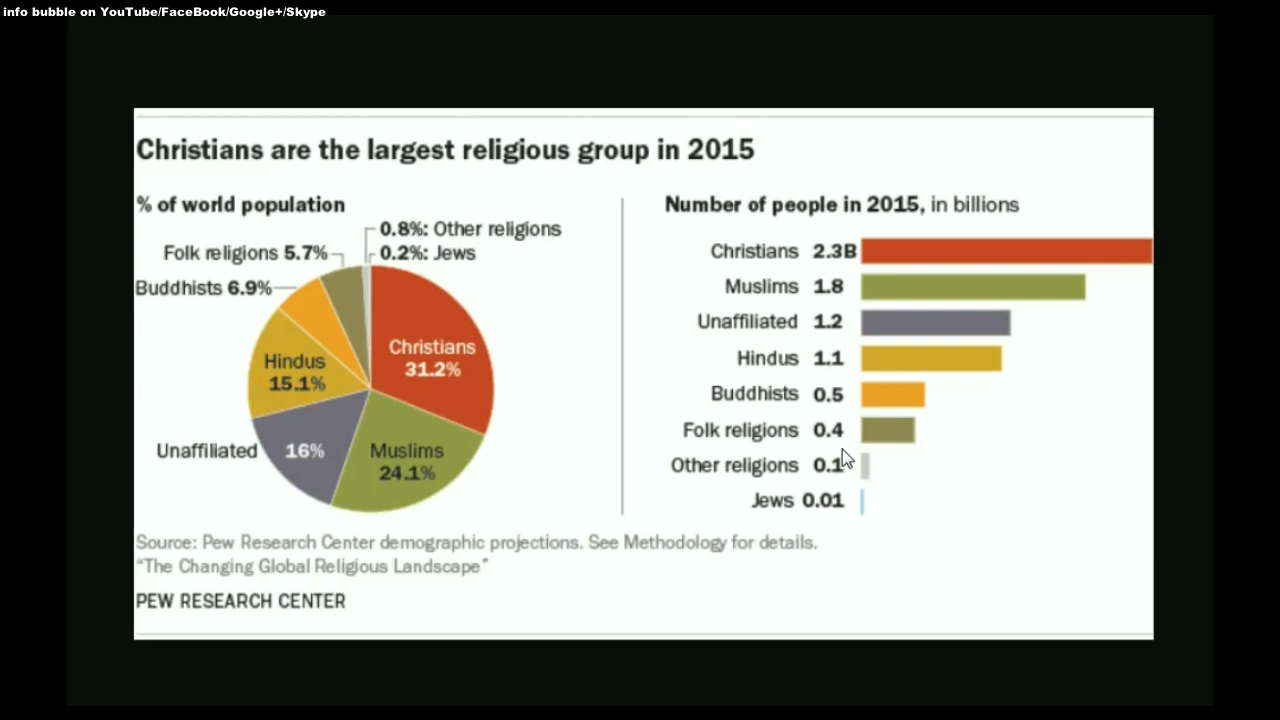 info bubble on YouTube/FaceBook/Google+/Skype
Christians are the largest religious group in 2015
% of world population
0.8%: Other religions
Folk religions 5.7%
0.2%: Jews
Buddhists 6.9%
Christians
31.2%
Hindus
15.1%
Unaffiliated 16%
Muslims
24.1%
Number of people in 2015, in billions
Christians 2.3B
Muslims 1.8
Unaffiliated 1.2
Hindus 1.1
Buddhists 0.5
Folk religions 0.4
Other religions 0.1
Jews 0.01
Source: Pew Research Center demographic projections. See Methodology for details.
“The Changing Global Religious Landscape”
PEW RESEARCH CENTER